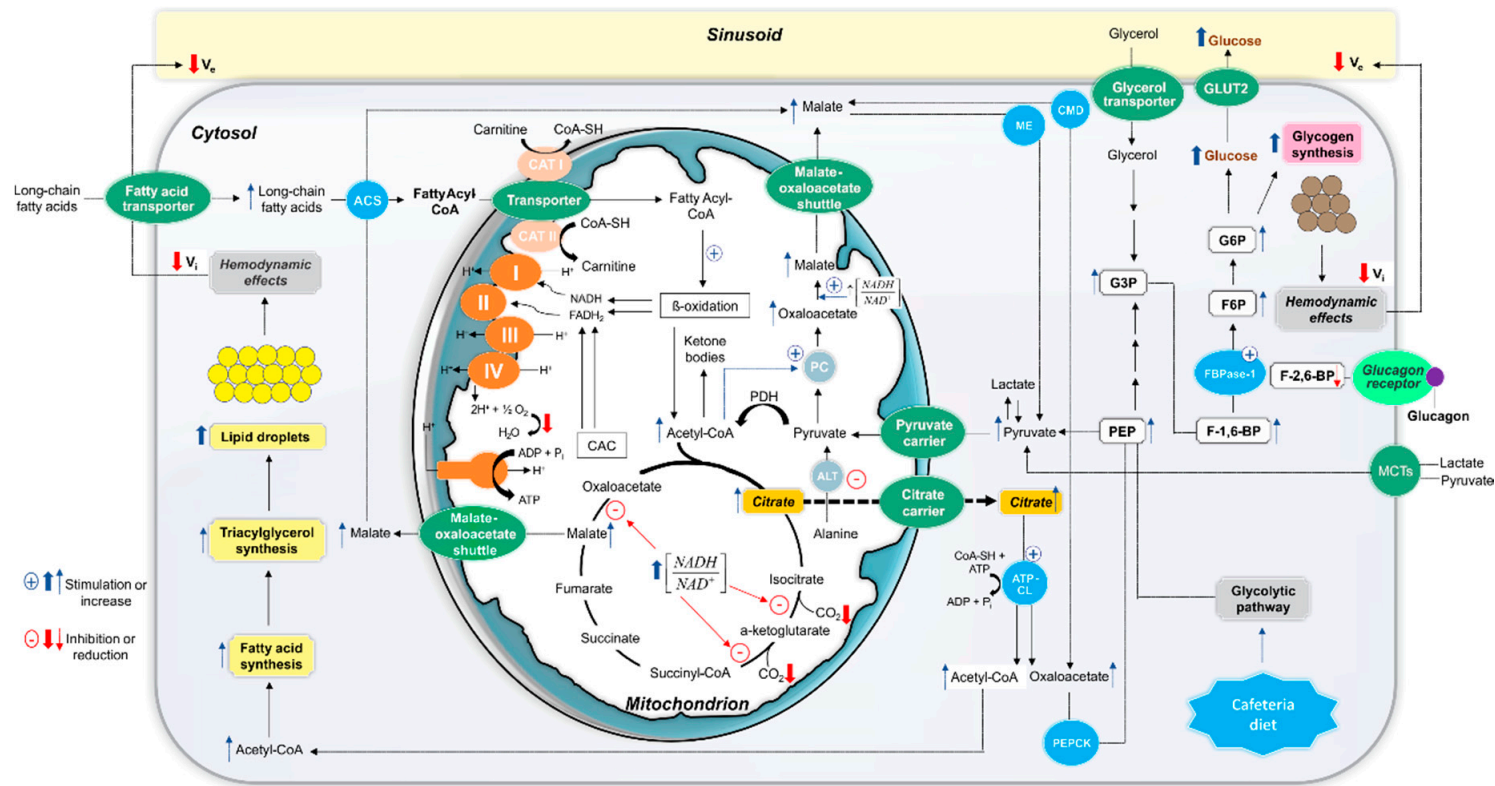 Sinusoid
Glycerol
Glucose
Ve
Ve
Glycerol
transporter
GLUT2
Cytosol
Malate
CMD
ME
Carnitine
CoA-SH
CAT I
Glycerol
Glucose
Glycogen
synthesis
Long-chain
fatty acids
Fatty acid
transporter
Long-chain
fatty acids
ACS
Fatty Acyl-
CoA
Transporter
Fatty Acyl-
CoA
Malate-
oxaloacetate
shuttle
CoA-SH
CAT II
Carnitine
Vi
Hemodynamic
effects
H+
I
H+
Malate
NADH
NAD+
G6P
G3P
Vi
F6P
Hemodynamic
effects
II
NADH
FADH2
ß-oxidation
Oxaloacetate
H+
III
H+
Ketone
bodies
H+
IV
H+
PC
FBPase-1
F-2,6-BP
Glucagon
receptor
Glucagon
2H+ + ½ O2
H2O
PDH
Lactate
Lipid droplets
H+
CAC
Acetyl-CoA
Pyruvate
Pyruvate
carrier
Pyruvate
PEP
F-1,6-BP
ADP + Pi
H+
ATP
ALT
MCTs
Lactate
Pyruvate
Oxaloacetate
Citrate
Citrate
carrier
Citrate
Triacylglycerol
synthesis
Malate
Malate-
oxaloacetate
shuttle
Malate
Alanine
NADH
NAD+
CoA-SH +
ATP
ATP-
CL
ADP + Pi
Isocitrate
CO2
Stimulation or
increase
Fumarate
Glycolytic
pathway
a-ketoglutarate
Inhibition or
reduction
Fatty acid
synthesis
Succinate
Succinyl-CoA
CO2
Acetyl-CoA
Oxaloacetate
Mitochondrion
Cafeteria
diet
Acetyl-CoA
PEPCK